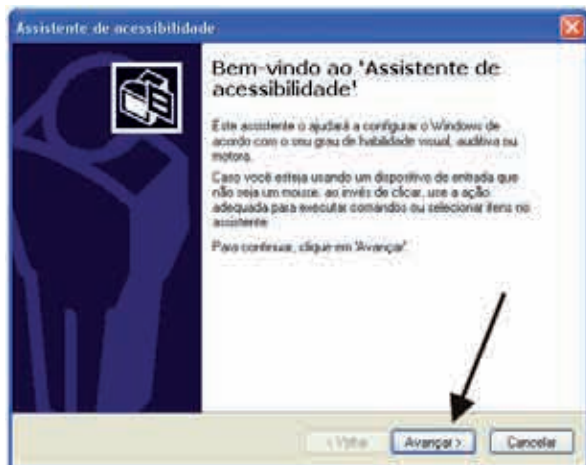 Assistente de acessibilidade
Bem-vindo ao 'Assistente de
acessibilidade'
Este assistente o ajudará a configurar o Windows de
acordo com o seu grau de habilidade visual, auditiva ou
motora.
Caso você esteja usando um dispositivo de entrada que
não seja um mouse, ao invés de clicar, use a ação
adequada para executar comandos ou selecionar itens no
assistente.
Para continuar, clique em 'Avançar'.
< Voltar
Avançar >
Cancelar